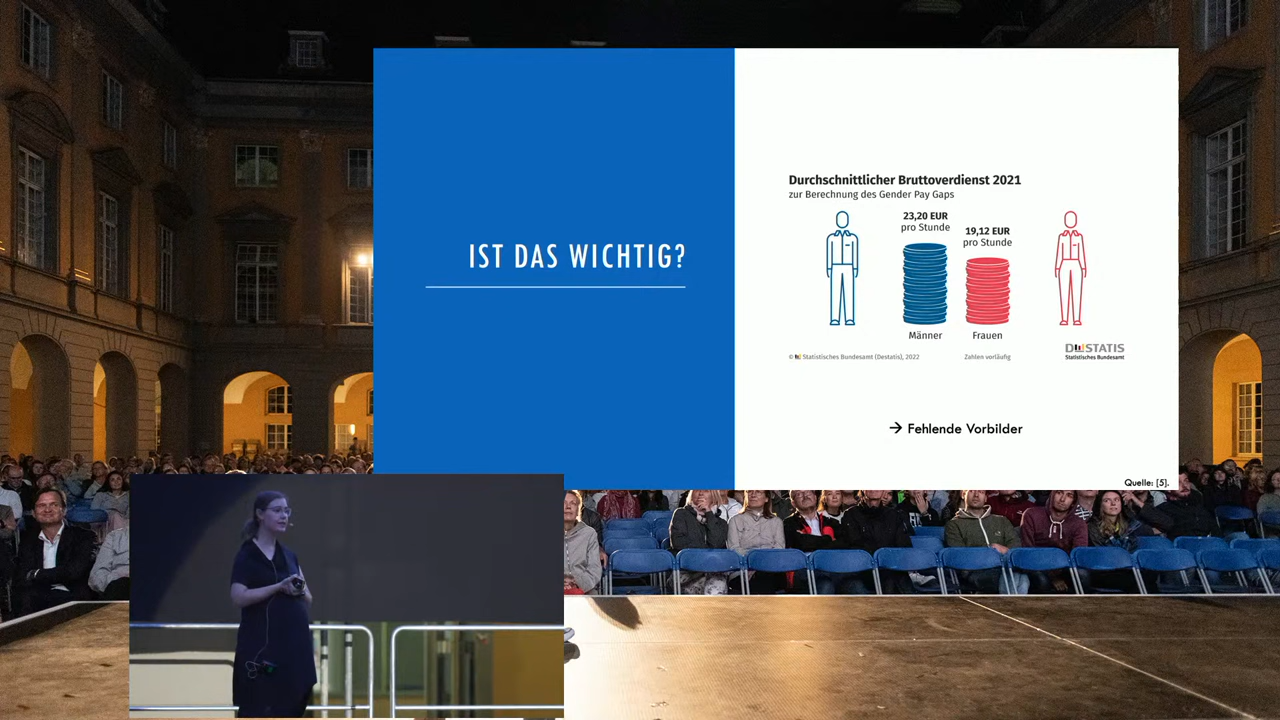 IST DAS WICHTIG?
Durchschnittlicher Bruttoverdienst 2021
zur Berechnung des Gender Pay Gaps
23,20 EUR
pro Stunde
19,12 EUR
pro Stunde
Männer
Frauen
© Statistisches Bundesamt (Destatis), 2022
Zahlen vorläufig
DESTATIS
Statistisches Bundesamt
→ Fehlende Vorbilder
Quelle: [5].